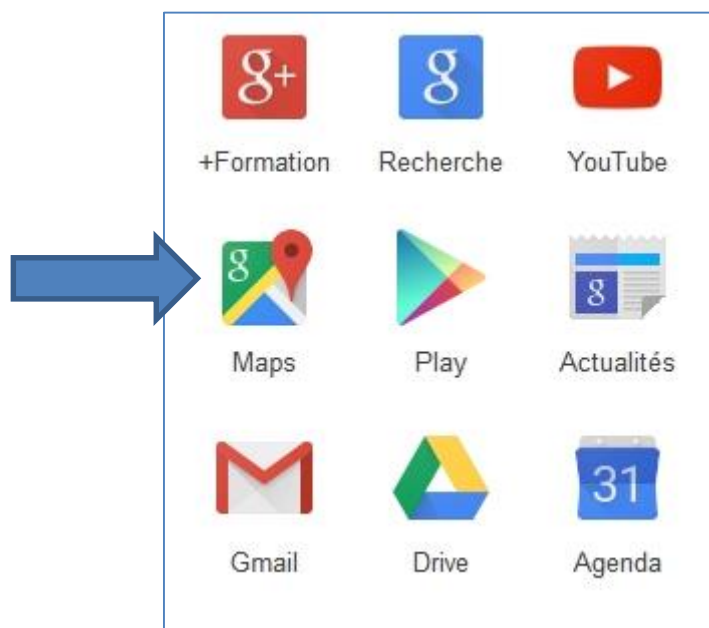 g+ g
+Formation Recherche YouTube
g g
Maps Play Actualités
31
Gmail Drive Agenda